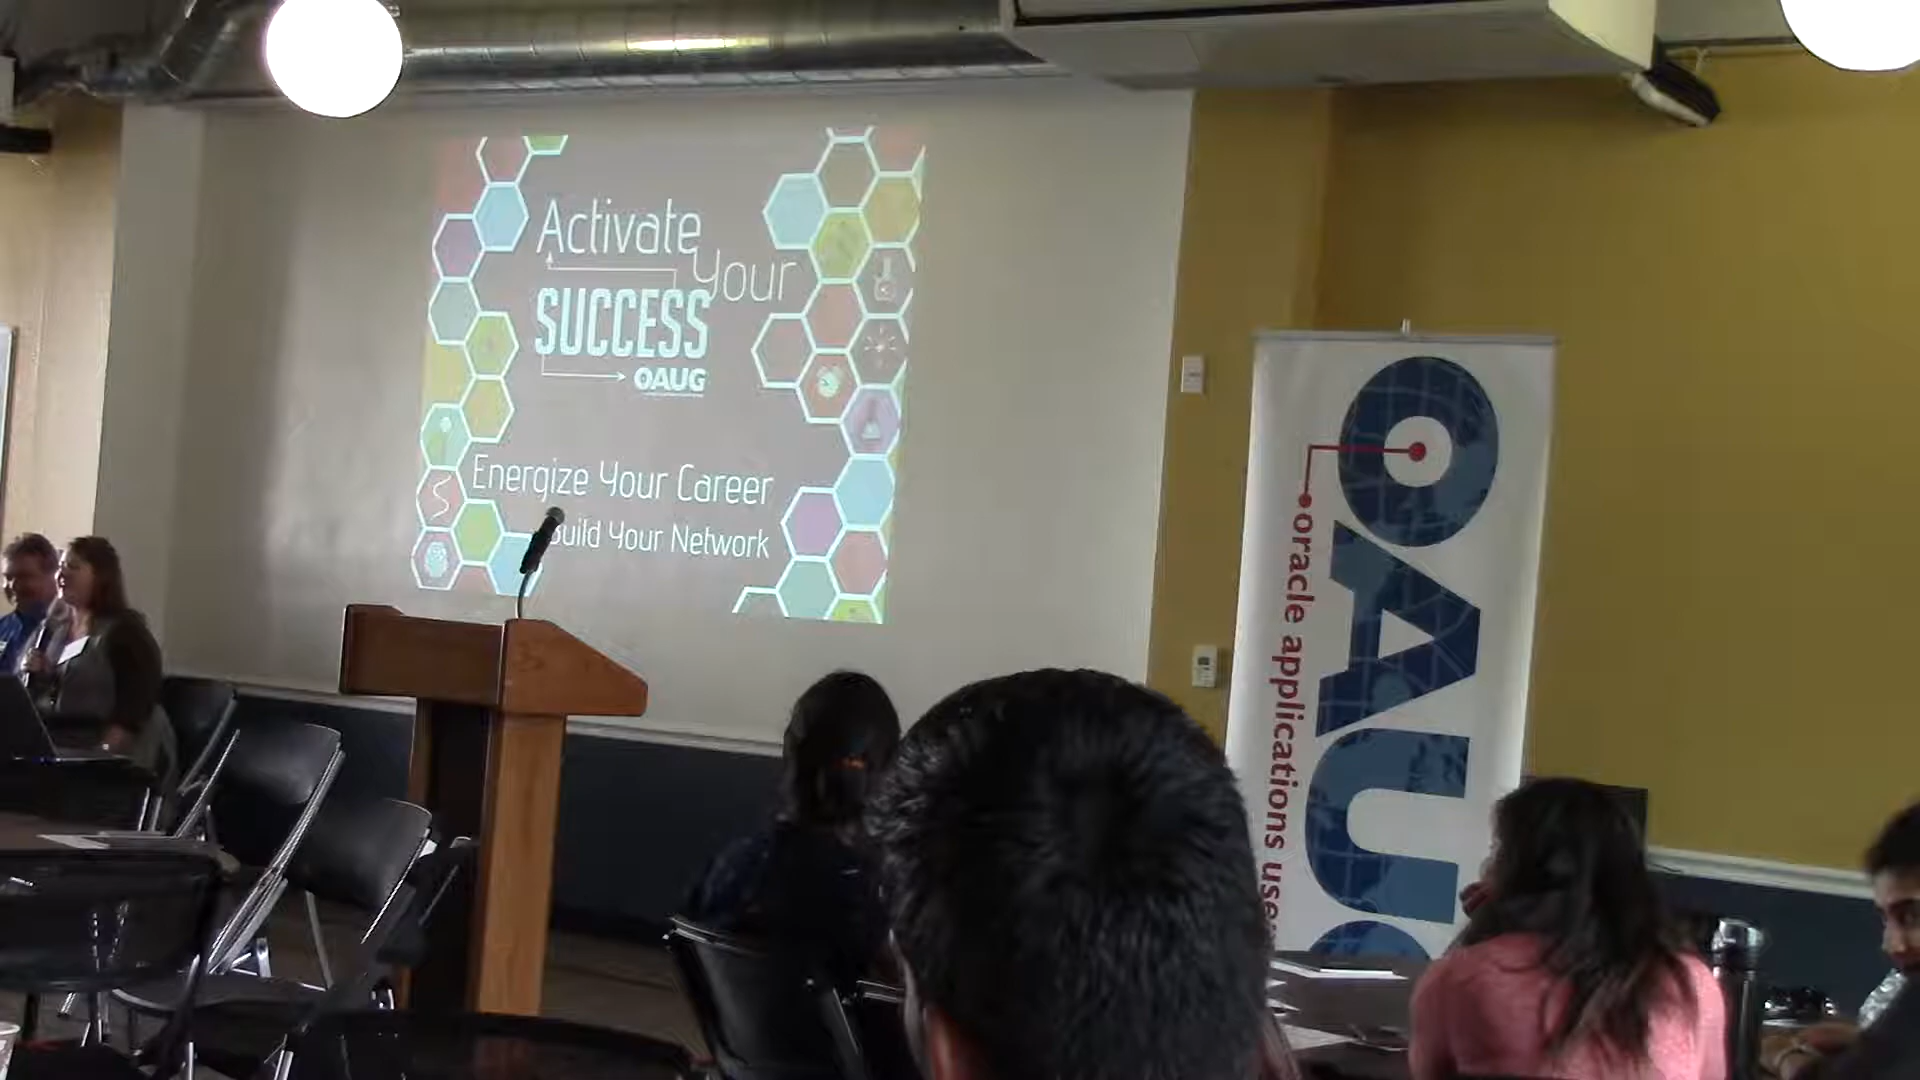 Activate
Your
SUCCESS
OAUG
Energize Your Career
Build Your Network
OAUG
oracle applications use